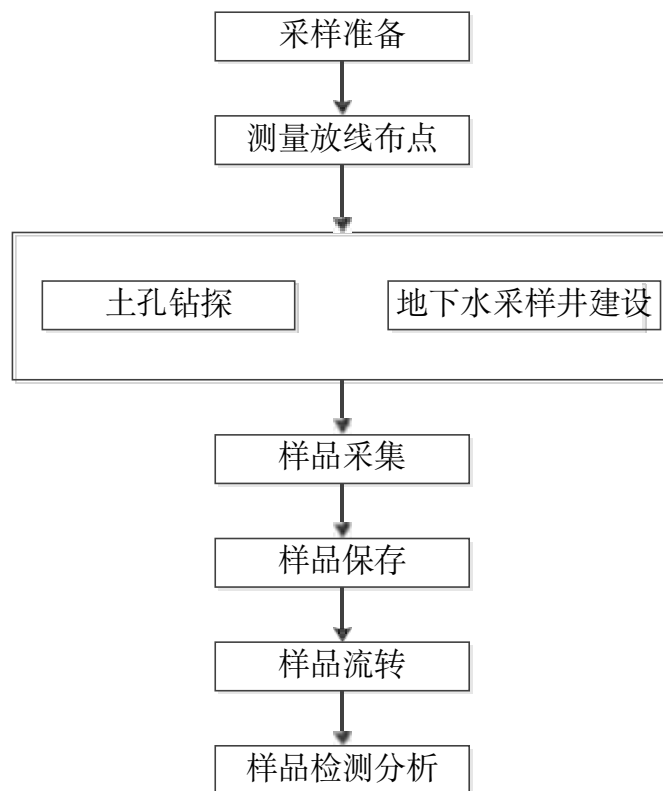 采样准备
测量放线布点
土孔钻探
地下水采样井建设
样品采集
样品保存
样品流转
样品检测分析